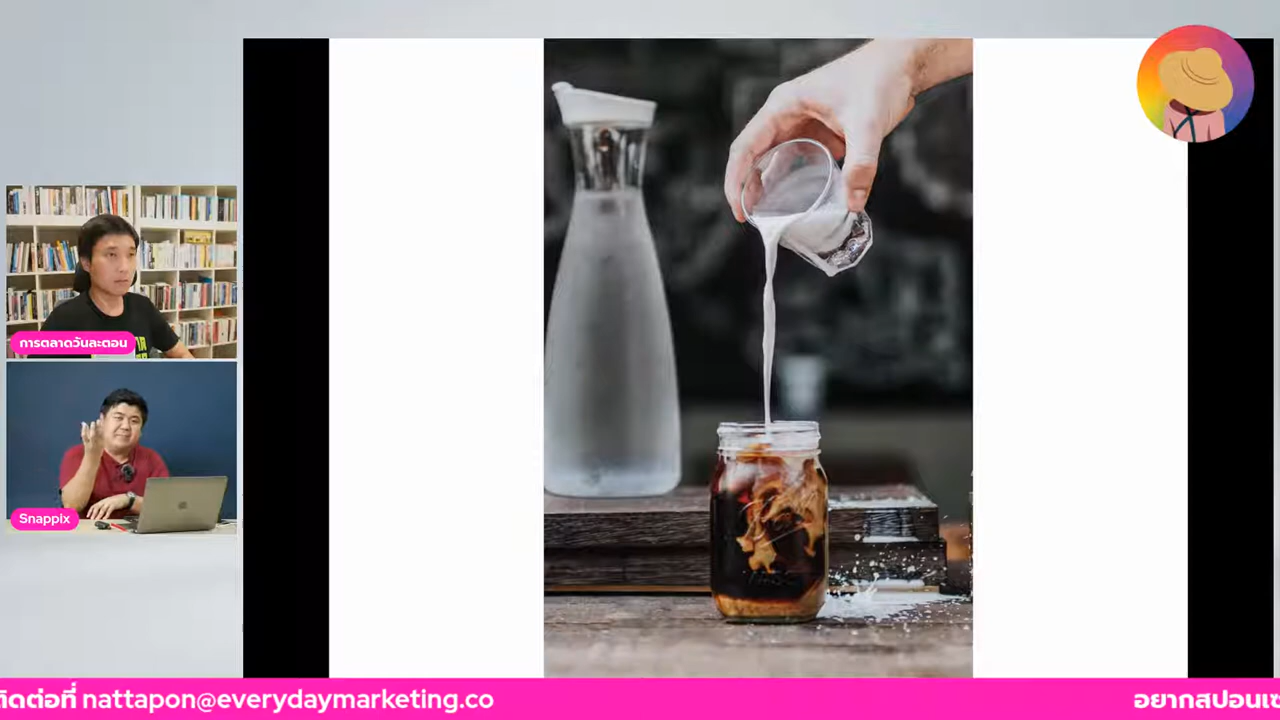 การตลาดวันละตอน
Snappix
ติดต่อที่ nattapon@everydaymarketing.co
อยากสปอนเซ